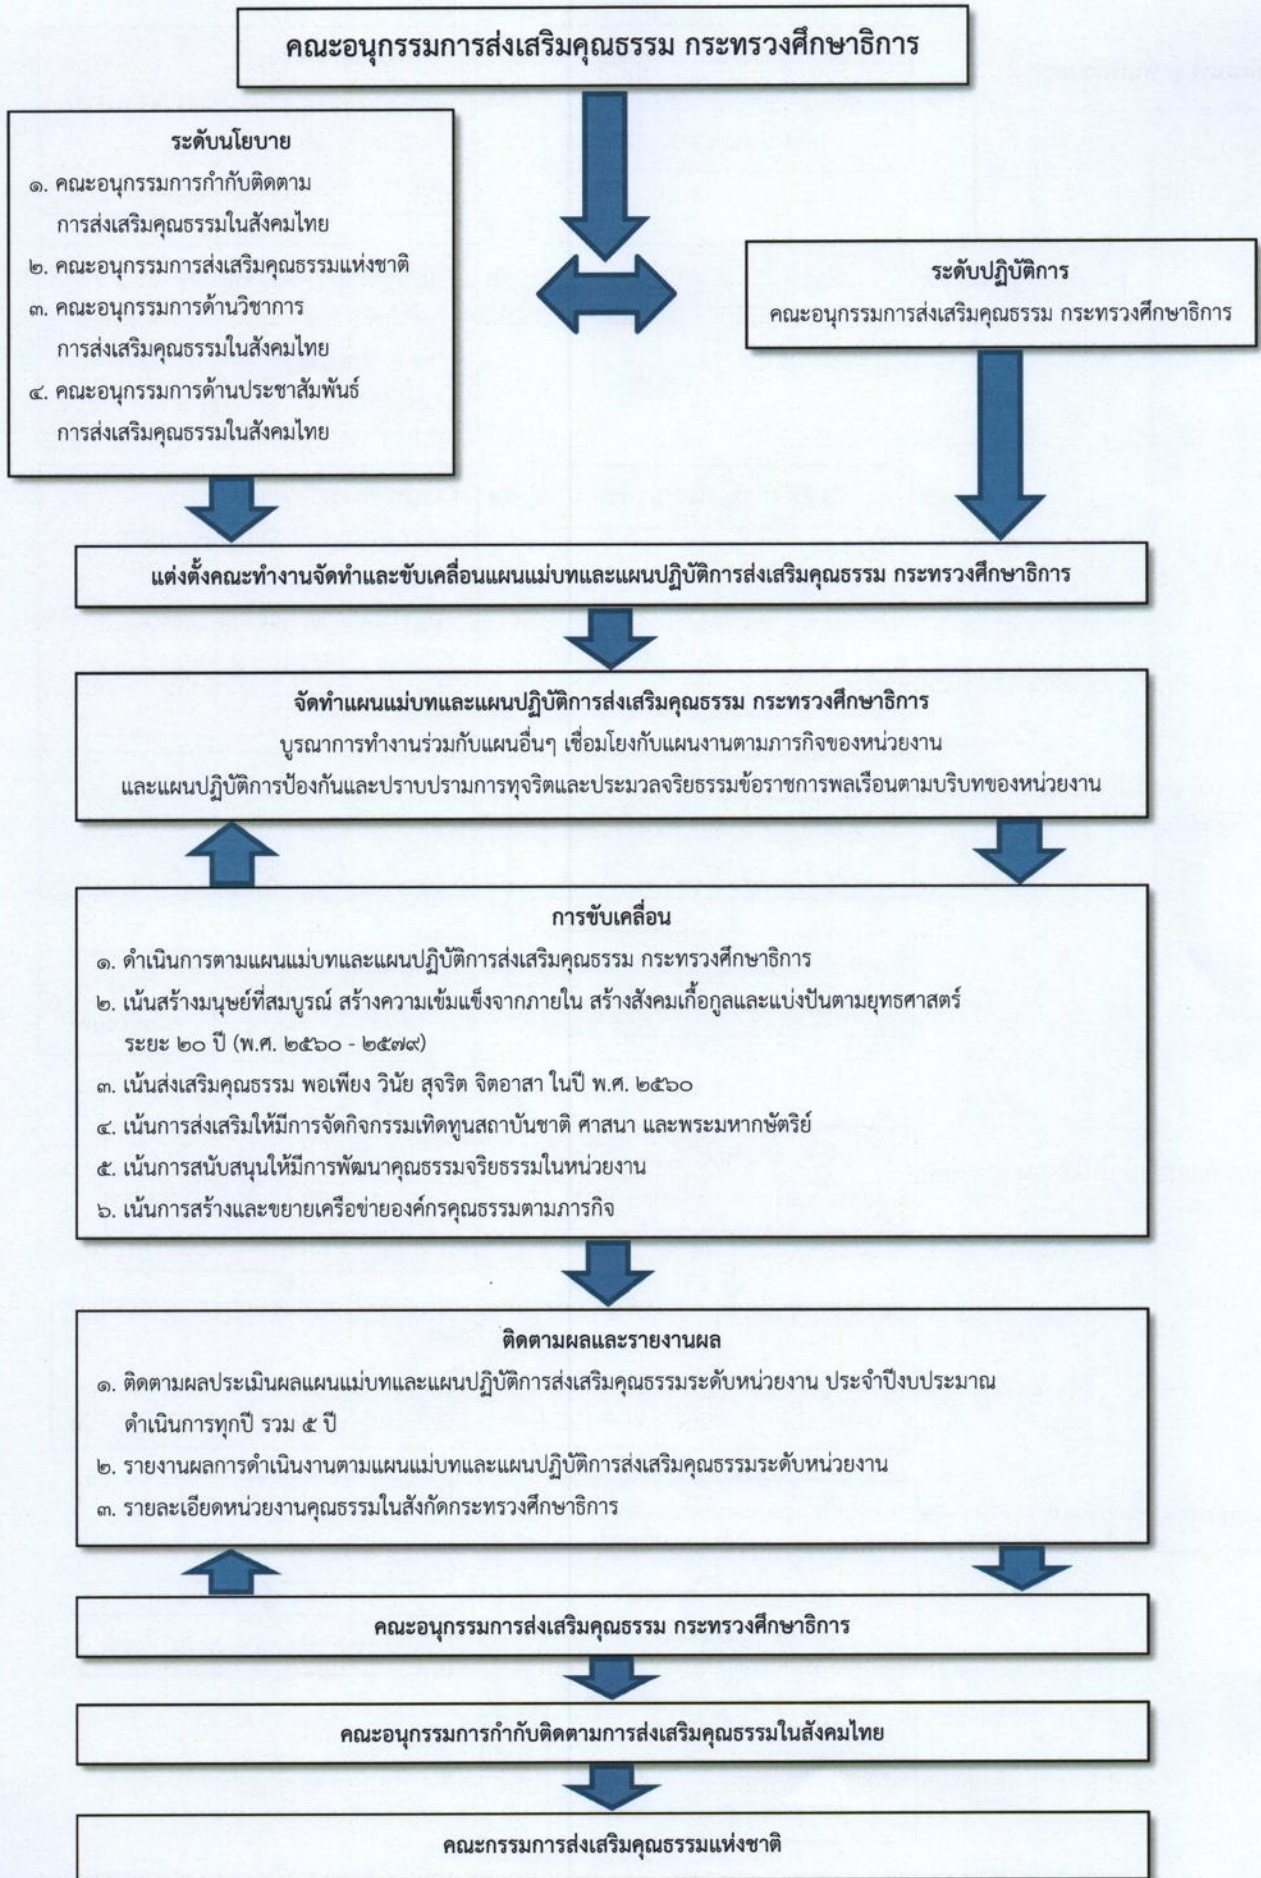 คณะอนุกรรมการส่งเสริมคุณธรรม กระทรวงศึกษาธิการ
ระดับนโยบาย
๑. คณะอนุกรรมการกำกับติดตาม
การส่งเสริมคุณธรรมในสังคมไทย
๒. คณะอนุกรรมการส่งเสริมคุณธรรมแห่งชาติ
๓. คณะอนุกรรมการด้านวิชาการ
การส่งเสริมคุณธรรมในสังคมไทย
๔. คณะอนุกรรมการด้านประชาสัมพันธ์
การส่งเสริมคุณธรรมในสังคมไทย
ระดับปฏิบัติการ
คณะอนุกรรมการส่งเสริมคุณธรรม กระทรวงศึกษาธิการ
แต่งตั้งคณะทำงานจัดทำและขับเคลื่อนแผนแม่บทและแผนปฏิบัติการส่งเสริมคุณธรรม กระทรวงศึกษาธิการ
จัดทำแผนแม่บทและแผนปฏิบัติการส่งเสริมคุณธรรม กระทรวงศึกษาธิการ
บูรณาการทำงานร่วมกับแผนอื่นๆ เชื่อมโยงกับแผนงานตามภารกิจของหน่วยงาน
และแผนปฏิบัติการป้องกันและปราบปรามการทุจริตและประมวลจริยธรรมข้อราชการพลเรือนตามบริบทของหน่วยงาน
การขับเคลื่อน
๑. ดำเนินการตามแผนแม่บทและแผนปฏิบัติการส่งเสริมคุณธรรม กระทรวงศึกษาธิการ
๒. เน้นสร้างมนุษย์ที่สมบูรณ์ สร้างความเข้มแข็งจากภายใน สร้างสังคมเกื้อกูลและแบ่งปันตามยุทธศาสตร์
ระยะ ๒๐ ปี (พ.ศ. ๒๕๖๐ - ๒๕๗๙)
๓. เน้นส่งเสริมคุณธรรม พอเพียง วินัย สุจริต จิตอาสา ในปี พ.ศ. ๒๕๖๐
๔. เน้นการส่งเสริมให้มีการจัดกิจกรรมเทิดทูนสถาบันชาติ ศาสนา และพระมหากษัตริย์
๕. เน้นการสนับสนุนให้มีการพัฒนาคุณธรรมจริยธรรมในหน่วยงาน
๖. เน้นการสร้างและขยายเครือข่ายองค์กรคุณธรรมตามภารกิจ
ติดตามผลและรายงานผล
๑. ติดตามผลประเมินผลแผนแม่บทและแผนปฏิบัติการส่งเสริมคุณธรรมระดับหน่วยงาน ประจำปีงบประมาณ
ดำเนินการทุกปี รวม ๕ ปี
๒. รายงานผลการดำเนินงานตามแผนแม่บทและแผนปฏิบัติการส่งเสริมคุณธรรมระดับหน่วยงาน
๓. รายละเอียดหน่วยงานคุณธรรมในสังกัดกระทรวงศึกษาธิการ
คณะอนุกรรมการส่งเสริมคุณธรรม กระทรวงศึกษาธิการ
คณะอนุกรรมการกำกับติดตามการส่งเสริมคุณธรรมในสังคมไทย
คณะกรรมการส่งเสริมคุณธรรมแห่งชาติ